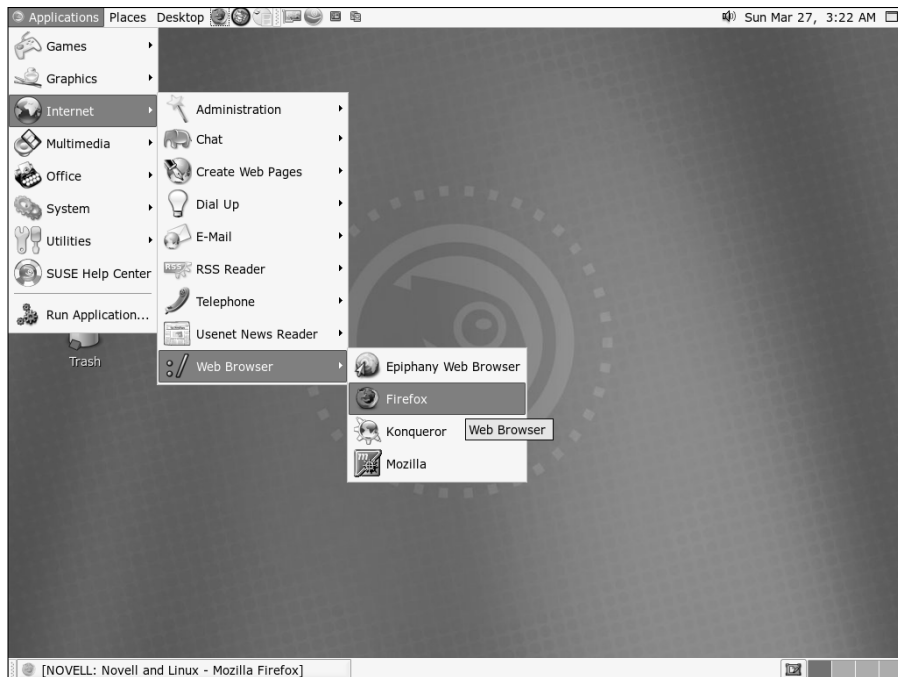 Applications Places Desktop
Sun Mar 27, 3:22 AM
Games
Graphics
Internet
Multimedia
Office
System
Utilities
SUSE Help Center
Run Application...
Trash
Administration
Chat
Create Web Pages
Dial Up
E-Mail
RSS
RSS Reader
Telephone
Usenet News Reader
Web Browser
Epiphany Web Browser
Firefox
Konqueror
Web Browser
m
Mozilla
[NOVELL: Novell and Linux - Mozilla Firefox]